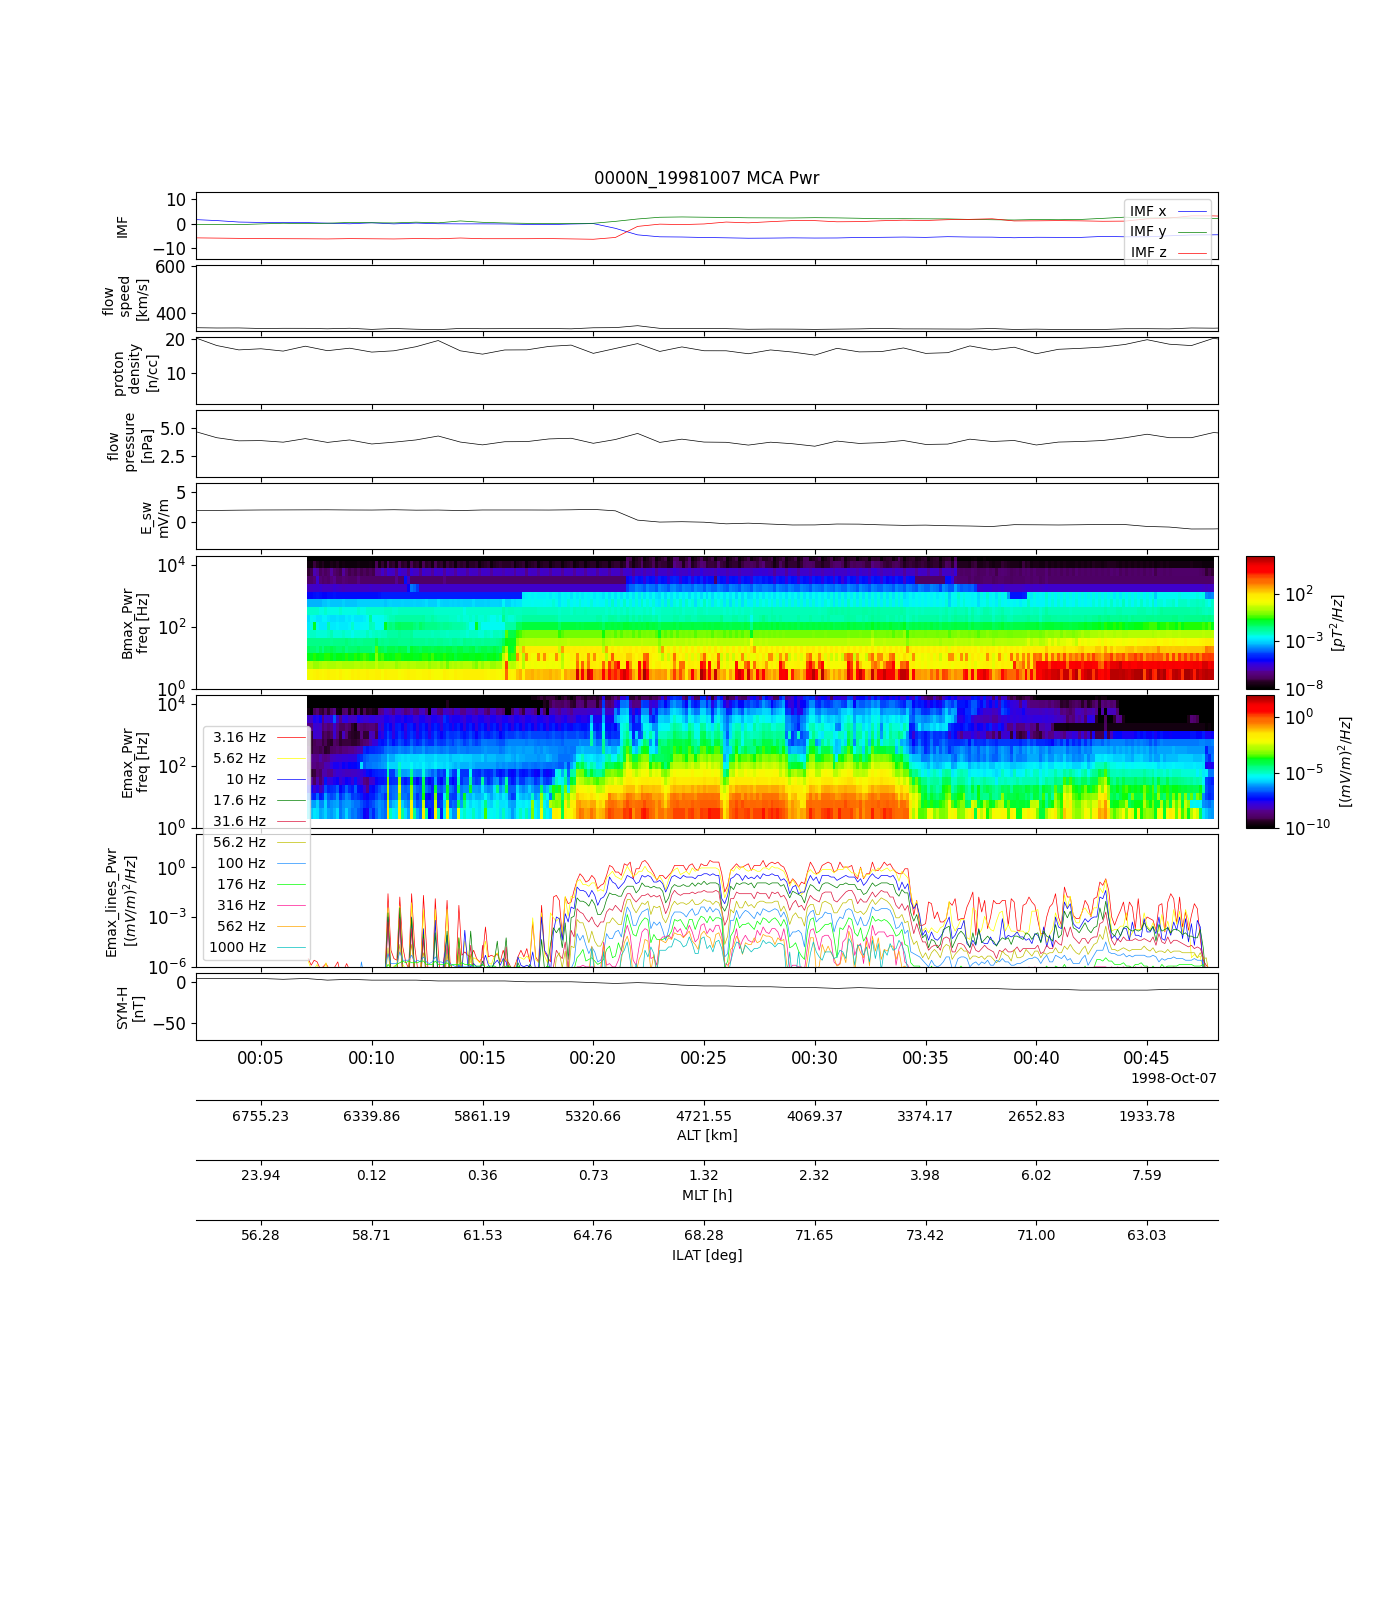 0000N_19981007 MCA Pwr
10
0
−10
IMF
IMF x
IMF y
IMF z
600
400
flow
speed
[km/s]
20
10
proton
density
[n/cc]
5.0
2.5
flow
pressure
[nPa]
5
0
E_sw
mV/m
10^4
10^2
10^0
Bmax_Pwr
freq [Hz]
10^2
10^−3
10^−8
[pT^2/Hz]
10^4
10^2
10^0
Emax_Pwr
freq [Hz]
10^0
10^−5
10^−10
[(mV/m)^2/Hz]
3.16 Hz
5.62 Hz
10 Hz
17.6 Hz
31.6 Hz
56.2 Hz
100 Hz
176 Hz
316 Hz
562 Hz
1000 Hz
10^0
10^−3
10^−6
Emax_lines_Pwr
[(mV/m)^2/Hz]
0
−50
SYM-H
[nT]
00:05 00:10 00:15 00:20 00:25 00:30 00:35 00:40 00:45
1998-Oct-07
6755.23 6339.86 5861.19 5320.66 4721.55 4069.37 3374.17 2652.83 1933.78
ALT [km]
23.94 0.12 0.36 0.73 1.32 2.32 3.98 6.02 7.59
MLT [h]
56.28 58.71 61.53 64.76 68.28 71.65 73.42 71.00 63.03
ILAT [deg]